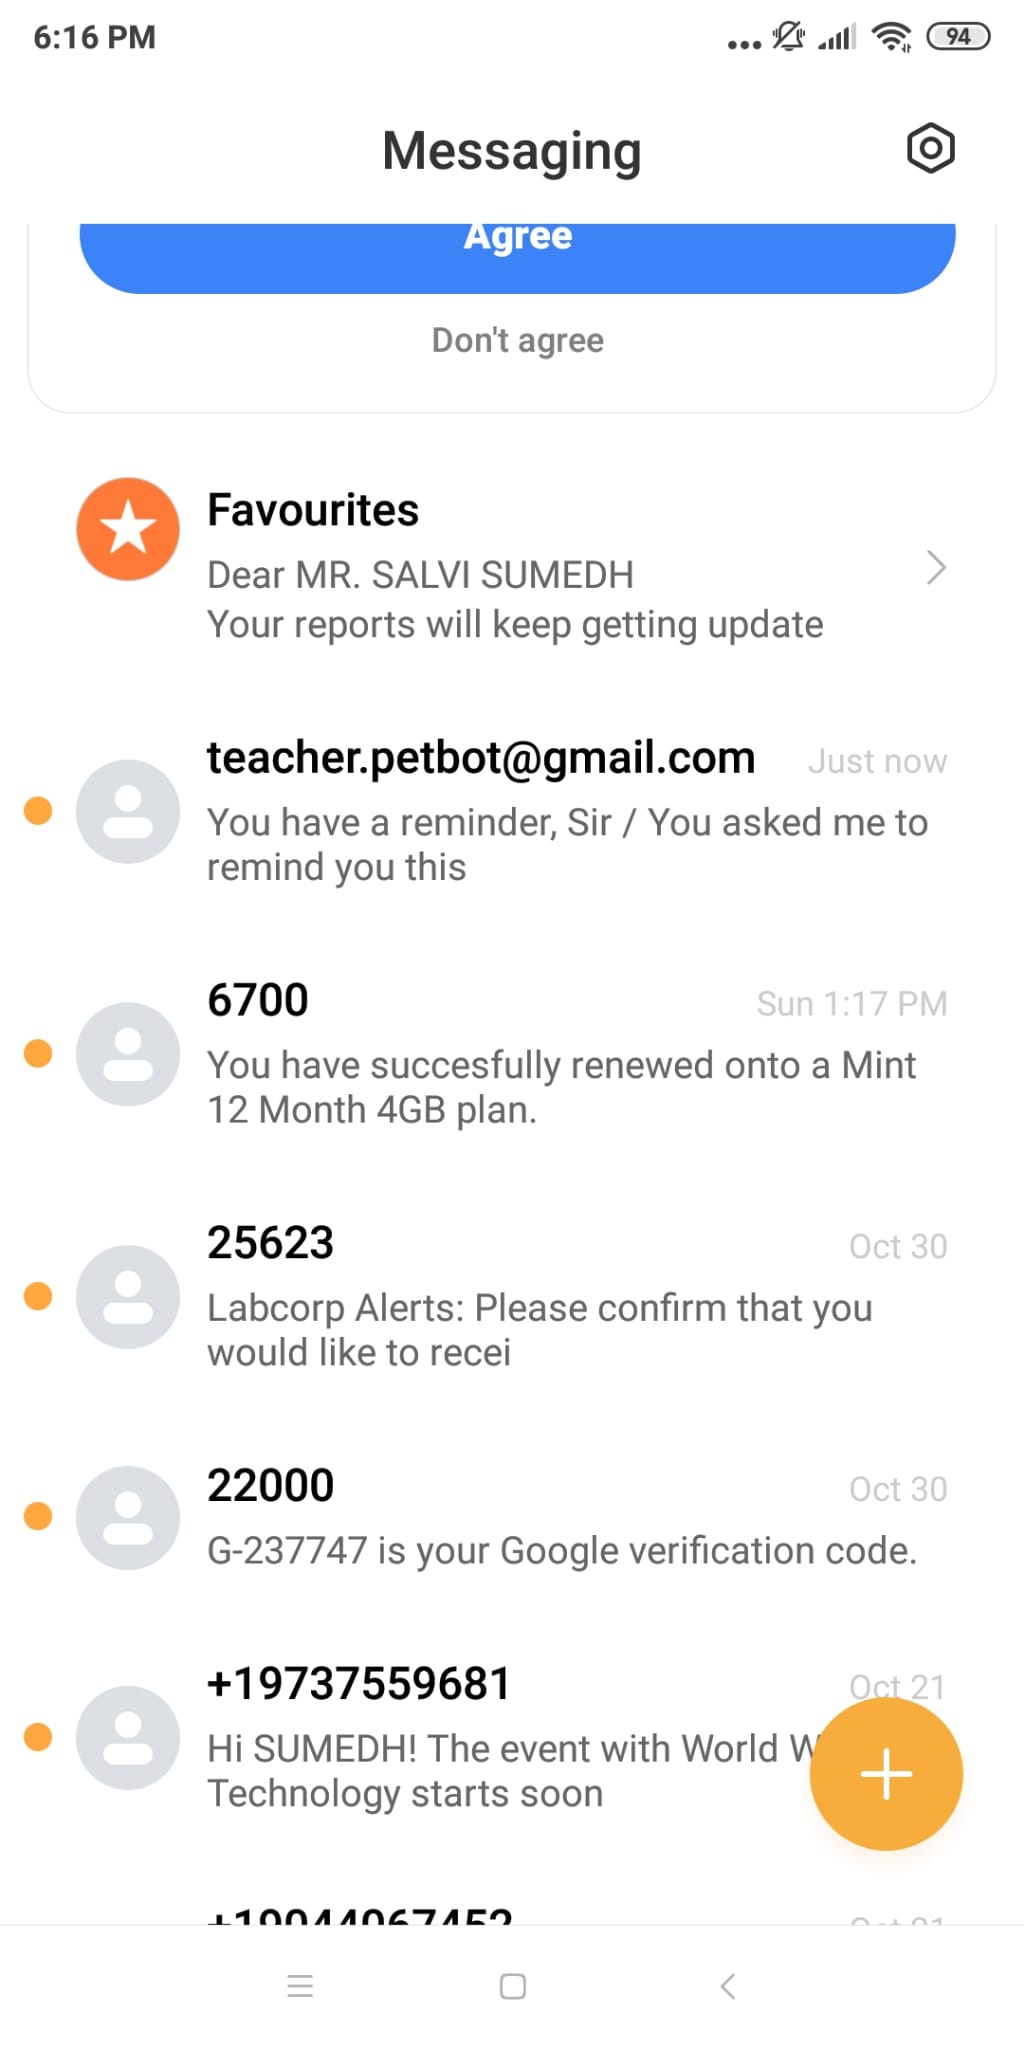 6:16 PM
94
Messaging
Agree
Don't agree
Favourites
Dear MR. SALVI SUMEDH
Your reports will keep getting update
teacher.petbot@gmail.com
Just now
You have a reminder, Sir / You asked me to
remind you this
6700
Sun 1:17 PM
You have succesfully renewed onto a Mint
12 Month 4GB plan.
25623
Oct 30
Labcorp Alerts: Please confirm that you
would like to recei
22000
Oct 30
G-237747 is your Google verification code.
+19737559681
Oct 21
Hi SUMEDH! The event with World
Technology starts soon